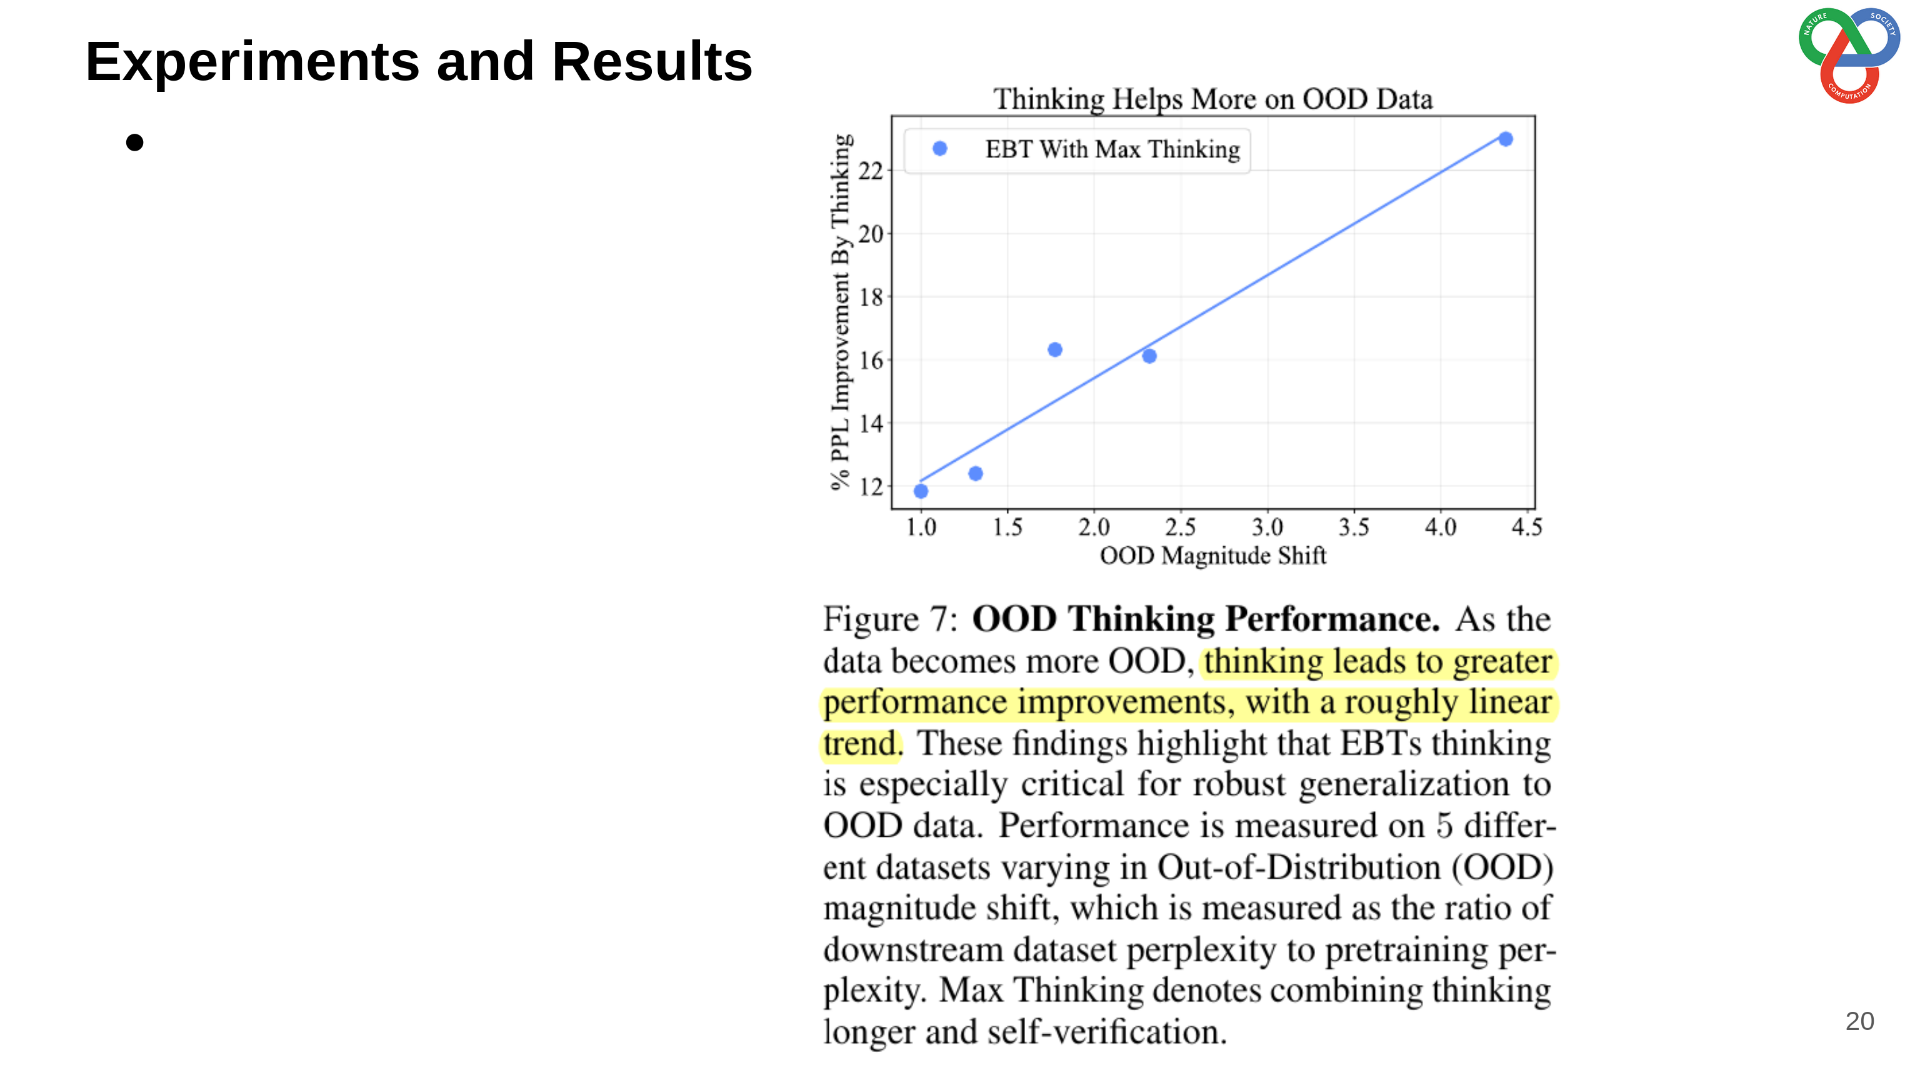 Experiments and Results
NATURE
SOCIETY
COMPUTATION
●
Thinking Helps More on OOD Data
EBT With Max Thinking
% PPL Improvement By Thinking
22
20
18
16
14
12
1.0 1.5 2.0 2.5 3.0 3.5 4.0 4.5
OOD Magnitude Shift
Figure 7: OOD Thinking Performance. As the
data becomes more OOD, thinking leads to greater
performance improvements, with a roughly linear
trend. These findings highlight that EBTs thinking
is especially critical for robust generalization to
OOD data. Performance is measured on 5 differ-
ent datasets varying in Out-of-Distribution (OOD)
magnitude shift, which is measured as the ratio of
downstream dataset perplexity to pretraining per-
plexity. Max Thinking denotes combining thinking
longer and self-verification.
20